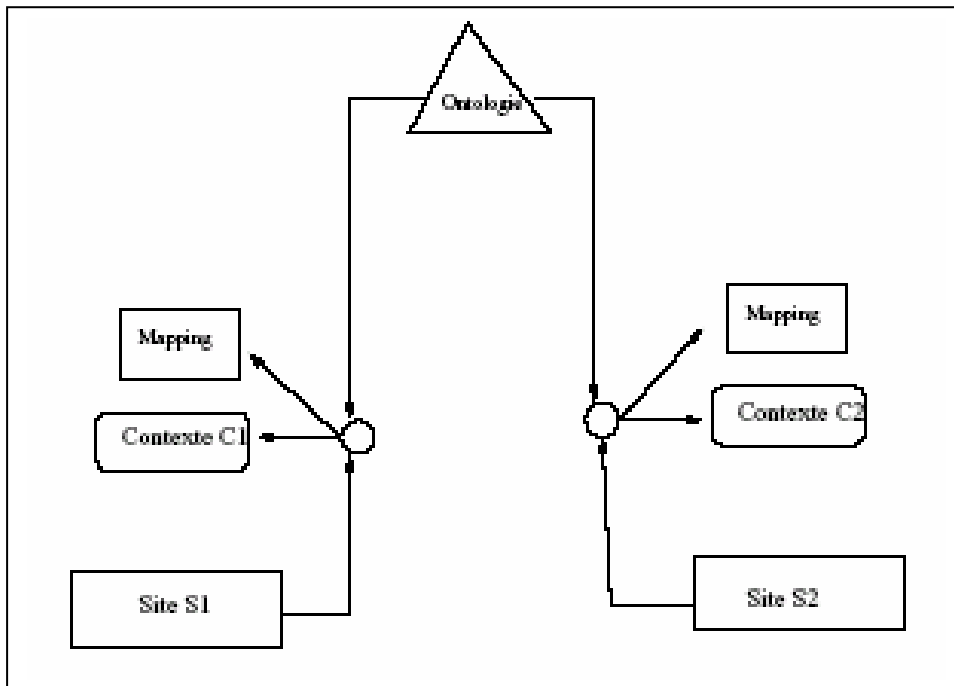 Ontologie
Mapping
Mapping
Contexte C1
Contexte C2
Site S1
Site S2